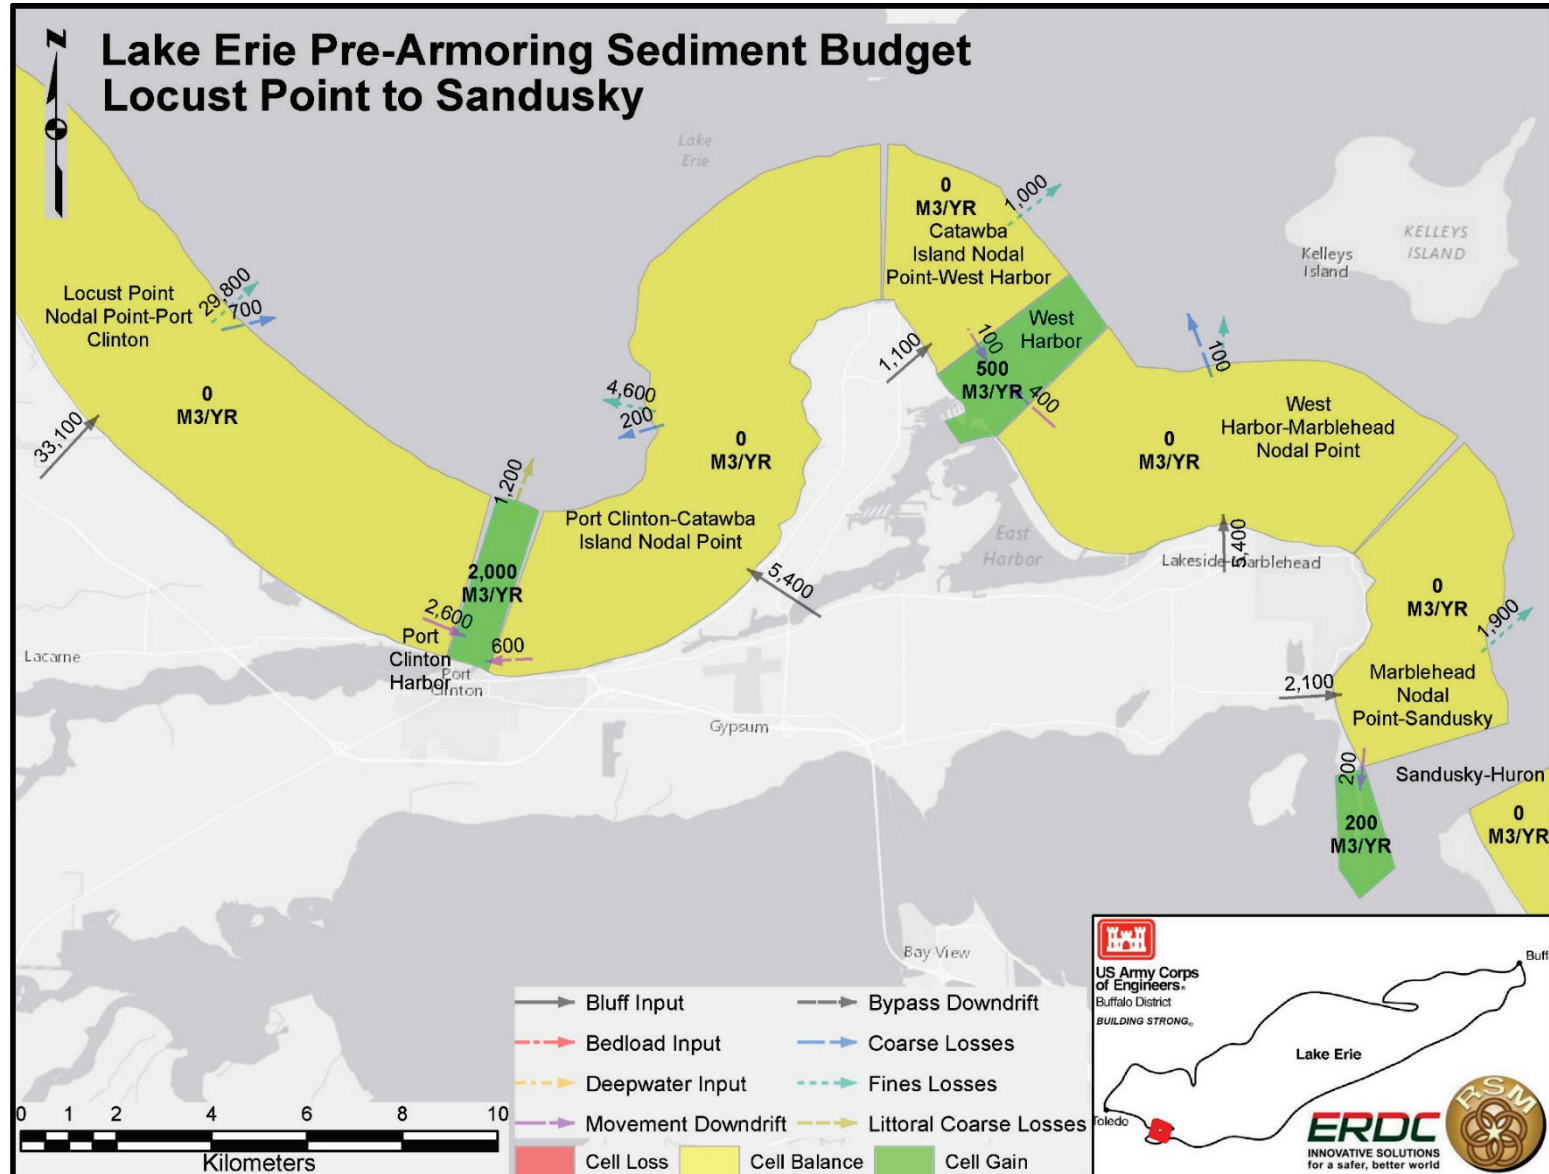 Lake Erie Pre-Armoring Sediment Budget
Locust Point to Sandusky
Z
Lake
Erie
0
M3/YR
Catawba
Island Nodal
Point-West Harbor
1,000
Kelleys
Island
KELLEYS
ISLAND
Locust Point
Nodal Point-Port
Clinton
29,800
700
0
M3/YR
33,100
1,100
100
West
Harbor
500
M3/YR
400
100
4,600
200
0
M3/YR
West
Harbor-Marblehead
Nodal Point
0
M3/YR
1,200
Port Clinton-Catawba
Island Nodal Point
2,000
M3/YR
2,600
600
Port
Clinton
Harbor
Port
Clinton
Lacarne
5,400
East
Harbor
5,400
Lakeside-Marblehead
0
M3/YR
1,900
Marblehead
Nodal
Point-Sandusky
2,100
Gypsum
200
Sandusky-Huron
200
M3/YR
0
M3/YR
Bay View
Bluff Input
Bypass Downdrift
Bedload Input
Coarse Losses
Deepwater Input
Fines Losses
Movement Downdrift
Littoral Coarse Losses
Cell Loss
Cell Balance
Cell Gain
0 1 2 4 6 8 10
Kilometers
US Army Corps
of Engineers®
Buffalo District
BUILDING STRONG®
Buff
Lake Erie
Toledo
ERDC
INNOVATIVE SOLUTIONS
for a safer, better world
RSM